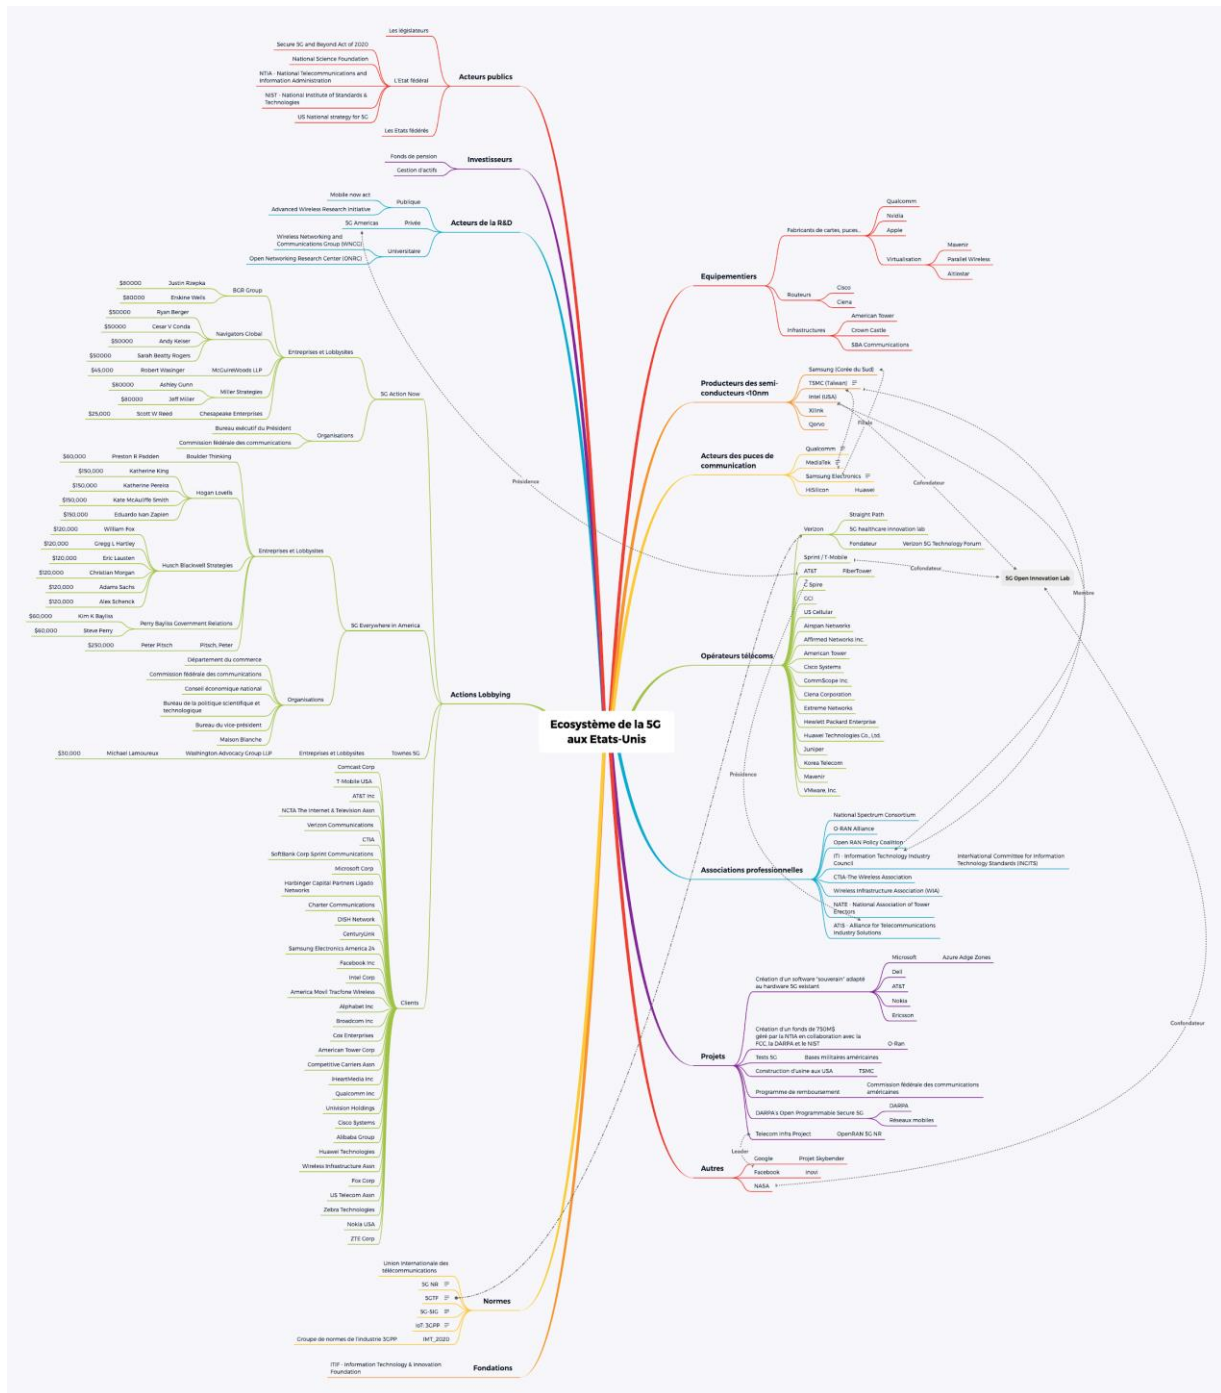 Ecosystème de la 5G
aux Etats-Unis
Acteurs publics
Les législateurs
L'Etat fédéral
Secure 5G and Beyond Act of 2020
National Science Foundation
NTIA - National Telecommunications and
Information Administration
NIST - National Institute of Standards &
Technologies
US National strategy for 5G
Les Etats fédérés
Investisseurs
Fonds de pension
Gestion d'actifs
Acteurs de la R&D
Publique
Mobile now act
Advanced Wireless Research Initiative
Privée
5G Americas
Universitaire
Wireless Networking and
Communications Group (WNCG)
Open Networking Research Center (ONRC)
Actions Lobbying
5G Action Now
Entreprises et Lobbysites
BGR Group
Justin Rzepka
$80000
Erskine Wells
$80000
Navigators Global
Ryan Berger
$50000
Cesar V Conda
$50000
Andy Keiser
$50000
Sarah Beatty Rogers
$50000
McGuireWoods LLP
Robert Wasinger
$45,000
Miller Strategies
Ashley Gunn
$80000
Jeff Miller
$80000
Chesapeake Enterprises
Scott W Reed
$25,000
Organisations
Bureau exécutif du Président
Commission fédérale des communications
5G Everywhere in America
Entreprises et Lobbysites
Boulder Thinking
Preston R Padden
$60,000
Hogan Lovells
Katherine King
$150,000
Katherine Pereira
$150,000
Kate McAuliffe Smith
$150,000
Eduardo Ivan Zapien
$150,000
Husch Blackwell Strategies
William Fox
$120,000
Gregg L Hartley
$120,000
Eric Lausten
$120,000
Christian Morgan
$120,000
Adams Sachs
$120,000
Alex Schenck
$120,000
Perry Bayliss Government Relations
Kim K Bayliss
$60,000
Steve Perry
$60,000
Pitsch, Peter
Peter Pitsch
$250,000
Organisations
Département du commerce
Commission fédérale des communications
Conseil économique national
Bureau de la politique scientifique et
technologique
Bureau du vice-président
Maison Blanche
Townes 5G
Entreprises et Lobbysites
Washington Advocacy Group LLP
Michael Lamoureux
$30,000
Clients
Comcast Corp
T-Mobile USA
AT&T Inc
NCTA The Internet & Television Assn
Verizon Communications
CTIA
SoftBank Corp Sprint Communications
Microsoft Corp
Harbinger Capital Partners Ligado
Networks
Charter Communications
DISH Network
CenturyLink
Samsung Electronics America 24
Facebook Inc
Intel Corp
America Movil Tracfone Wireless
Alphabet Inc
Broadcom Inc
Cox Enterprises
American Tower Corp
Competitive Carriers Assn
iHeartMedia Inc
Qualcomm Inc
Univision Holdings
Cisco Systems
Alibaba Group
Huawei Technologies
Wireless Infrastructure Assn
Fox Corp
US Telecom Assn
Zebra Technologies
Nokia USA
ZTE Corp
Normes
Union internationale des
télécommunications
5G NR
5GTF
5G-SIG
IoT: 3GPP
IMT_2020
Groupe de normes de l'industrie 3GPP
Fondations
ITIF - Information Technology & Innovation
Foundation
Equipementiers
Fabricants de cartes, puces...
Qualcomm
Nvidia
Apple
Virtualisation
Mavenir
Parallel Wireless
Altiostar
Routeurs
Cisco
Ciena
Infrastructures
American Tower
Crown Castle
SBA Communications
Producteurs des semi-
conducteurs <10nm
Samsung (Corée du Sud)
TSMC (Taiwan)
Intel (USA)
Xilink
Qorvo
Filiale
Acteurs des puces de
communication
Qualcomm
MediaTek
Samsung Electronics
HiSilicon
Huawei
Présidence
Cofondateur
Opérateurs télécoms
Verizon
Straight Path
5G healthcare innovation lab
Fondateur
Verizon 5G Technology Forum
Sprint / T-Mobile
AT&T
FiberTower
C Spire
GCI
US Cellular
Airspan Networks
Affirmed Networks Inc.
American Tower
Cisco Systems
CommScope Inc.
Ciena Corporation
Extreme Networks
Hewlett Packard Enterprise
Huawei Technologies Co., Ltd.
Juniper
Korea Telecom
Mavenir
VMware, Inc.
Cofondateur
5G Open Innovation Lab
Membre
Présidence
Associations professionnelles
National Spectrum Consortium
O-RAN Alliance
Open RAN Policy Coalition
ITI - Information Technology Industry
Council
InterNational Committee for Information
Technology Standards (INCITS)
CTIA-The Wireless Association
Wireless Infrastructure Association (WIA)
NATE - National Association of Tower
Erectors
ATIS - Alliance for Telecommunications
Industry Solutions
Projets
Création d'un software "souverain" adapté
au hardware 5G existant
Microsoft
Azure Adge Zones
Dell
AT&T
Nokia
Ericsson
Création d'un fonds de 750M$
géré par la NTIA en collaboration avec la
FCC, la DARPA et le NIST
O-Ran
Tests 5G
Bases militaires américaines
Construction d'usine aux USA
TSMC
Programme de remboursement
Commission fédérale des communications
américaines
DARPA's Open Programmable Secure 5G
DARPA
Réseaux mobiles
Telecom Infra Project
OpenRAN 5G NR
Cofondateur
Leader
Autres
Google
Projet Skybender
Facebook
Inovi
NASA